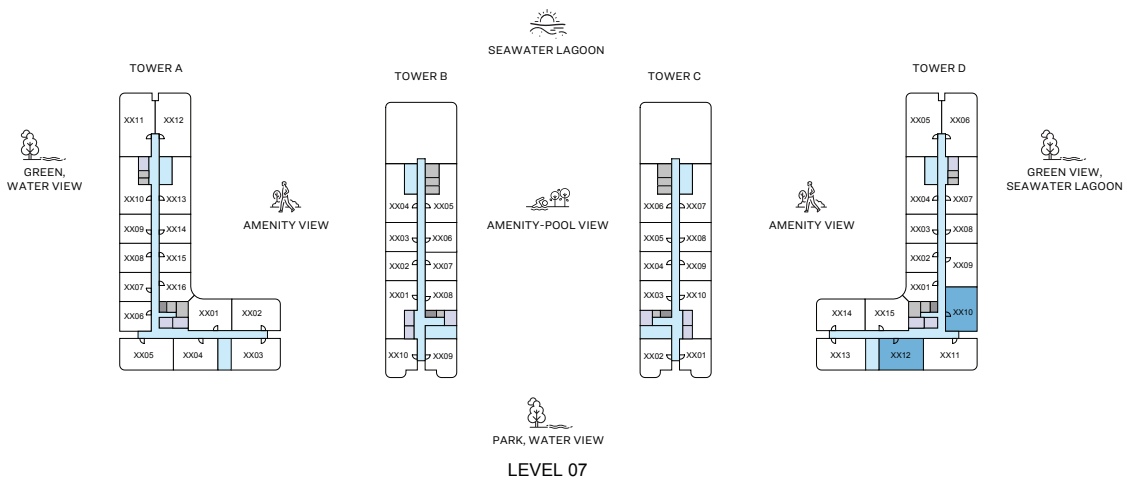 SEAWATER LAGOON
TOWER A
TOWER B
TOWER C
TOWER D
XX11 XX12
XX05 XX06
GREEN,
WATER VIEW
GREEN VIEW,
SEAWATER LAGOON
XX10 XX13
XX04 XX05
XX06 XX07
XX04 XX07
AMENITY VIEW
AMENITY-POOL VIEW
AMENITY VIEW
XX09 XX14
XX03 XX06
XX05 XX08
XX03 XX08
XX08 XX15
XX02 XX07
XX04 XX09
XX02 XX09
XX07 XX16
XX01 XX08
XX03 XX10
XX01
XX06 XX01 XX02
XX14 XX15 XX10
XX05 XX04 XX03
XX10 XX09
XX02 XX01
XX13 XX12 XX11
PARK, WATER VIEW
LEVEL 07